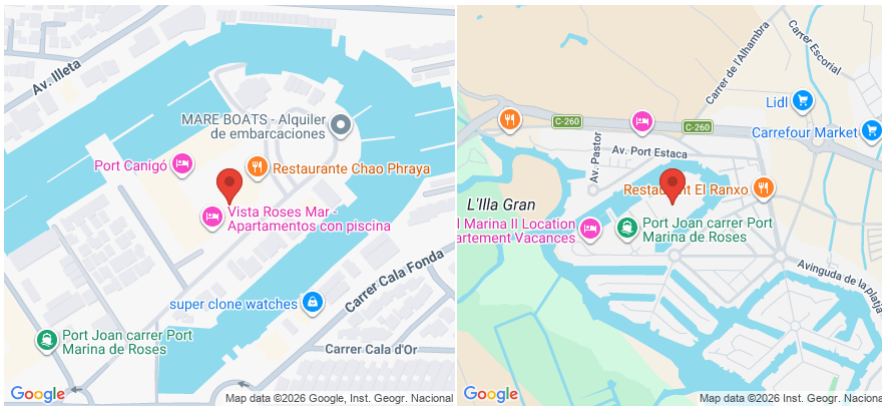 Av. Illeta
MARE BOATS - Alquiler
de embarcaciones
Port Canigó
Restaurante Chao Phraya
Vista Roses Mar -
Apartamentos con piscina
Carrer Cala Fonda
super clone watches
Port Joan carrer Port
Marina de Roses
Carrer Cala d'Or
Google
Map data ©2026 Google, Inst. Geogr. Nacional
Carrer de l'Alhambra
Carrer Escorial
Lidl
C-260
C-260
Carrefour Market
Av. Pastor
Av. Port Estaca
Restaurant El Ranxo
L'Illa Gran
l Marina II Location
partement Vacances
Port Joan carrer Port
Marina de Roses
Avinguda de la platja
Google
Map data ©2026 Google, Inst. Geogr. Nacional